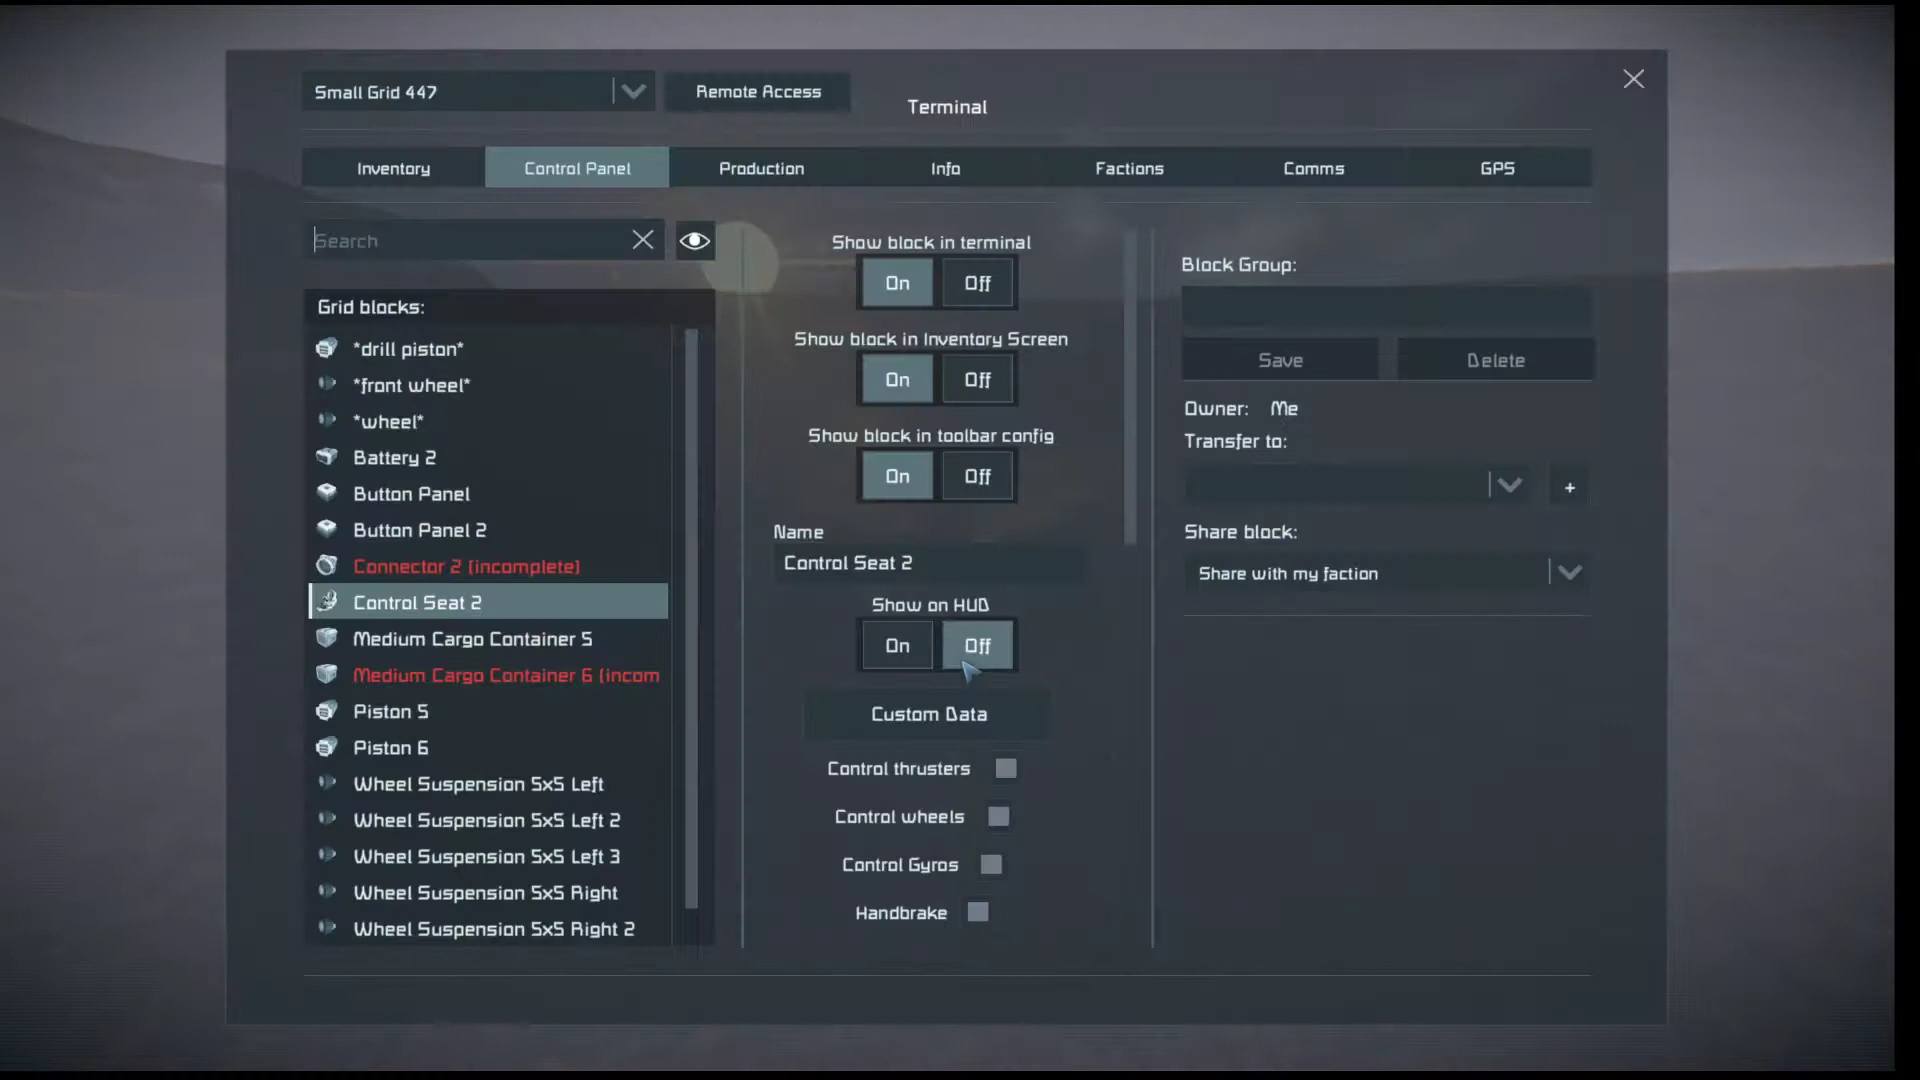 Small Grid 447
Remote Access
Terminal
Inventory
Control Panel
Production
Info
Factions
Comms
GPS
Search
Grid blocks:
*drill piston*
*front wheel*
*wheel*
Battery 2
Button Panel
Button Panel 2
Connector 2 (incomplete)
Control Seat 2
Medium Cargo Container 5
Medium Cargo Container 6 (incom
Piston 5
Piston 6
Wheel Suspension 5x5 Left
Wheel Suspension 5x5 Left 2
Wheel Suspension 5x5 Left 3
Wheel Suspension 5x5 Right
Wheel Suspension 5x5 Right 2
Show block in terminal
On Off
Show block in Inventory Screen
On Off
Show block in toolbar config
On Off
Name
Control Seat 2
Show on HUD
On Off
Custom Data
Control thrusters
Control wheels
Control Gyros
Handbrake
Block Group:
Save
Delete
Owner: Me
Transfer to:
+
Share block:
Share with my faction